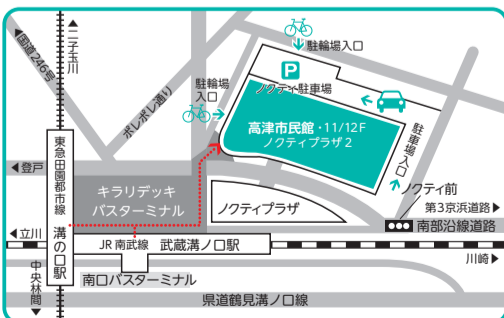 ▲二子玉川
◀国道246号
ポレポレ通り
駐輪場入口
P
ノクティ駐車場
駐輪場
入口
高津市民館・11/12F
ノクティプラザ2
駐車場入口
ノクティ前
第3京浜道路▶
南部沿線道路
東急田園都市線 溝の口駅
◀登戸
キラリデッキ
バスターミナル
ノクティプラザ
◀立川
JR 南武線 武蔵溝ノ口駅
川崎▶
南口バスターミナル
中央林間▼
県道鶴見溝ノ口線